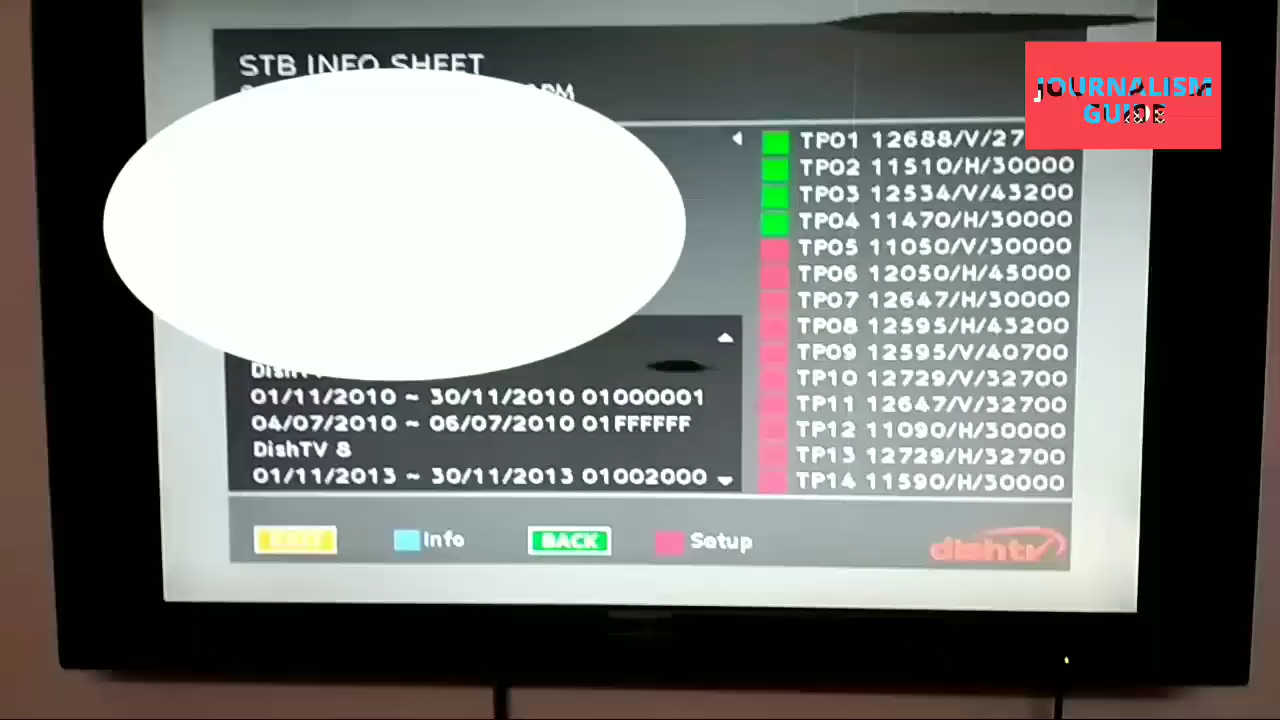 STB INFO SHEET
TP01 12688/V/27
TP02 11510/H/30000
TP03 12534/V/43200
TP04 11470/H/30000
TP05 11050/V/30000
TP06 12050/H/45000
TP07 12647/H/30000
TP08 12595/H/43200
TP09 12595/V/40700
TP10 12729/V/32700
TP11 12647/V/32700
TP12 11090/H/30000
TP13 12729/H/32700
TP14 11590/H/30000
01/11/2010 ~ 30/11/2010 01000001
04/07/2010 ~ 06/07/2010 01FFFFFF
DishTV 8
01/11/2013 ~ 30/11/2013 01002000
EXIT Info BACK Setup
dishtv
JOURNALISM
GUIDE